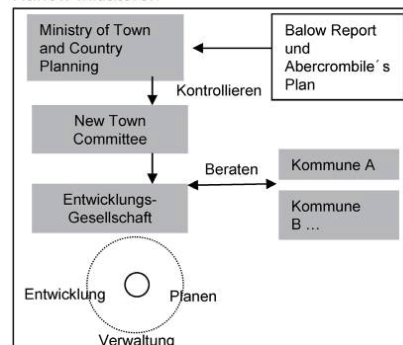 Ministry of Town
and Country
Planning
Balow Report
und
Abercrombile´s
Plan
Kontrollieren
New Town
Committee
Beraten
Entwicklungs-
Gesellschaft
Kommune A
Kommune
B ...
Entwicklung
Planen
Verwaltung